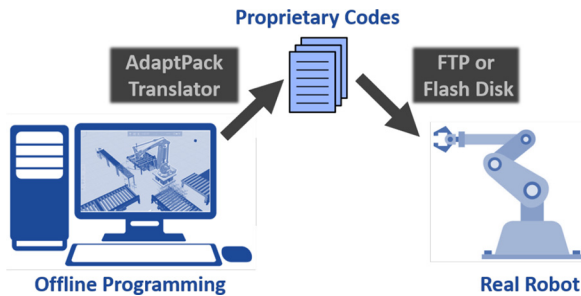 Proprietary Codes
AdaptPack
Translator
FTP or
Flash Disk
Offline Programming
Real Robot